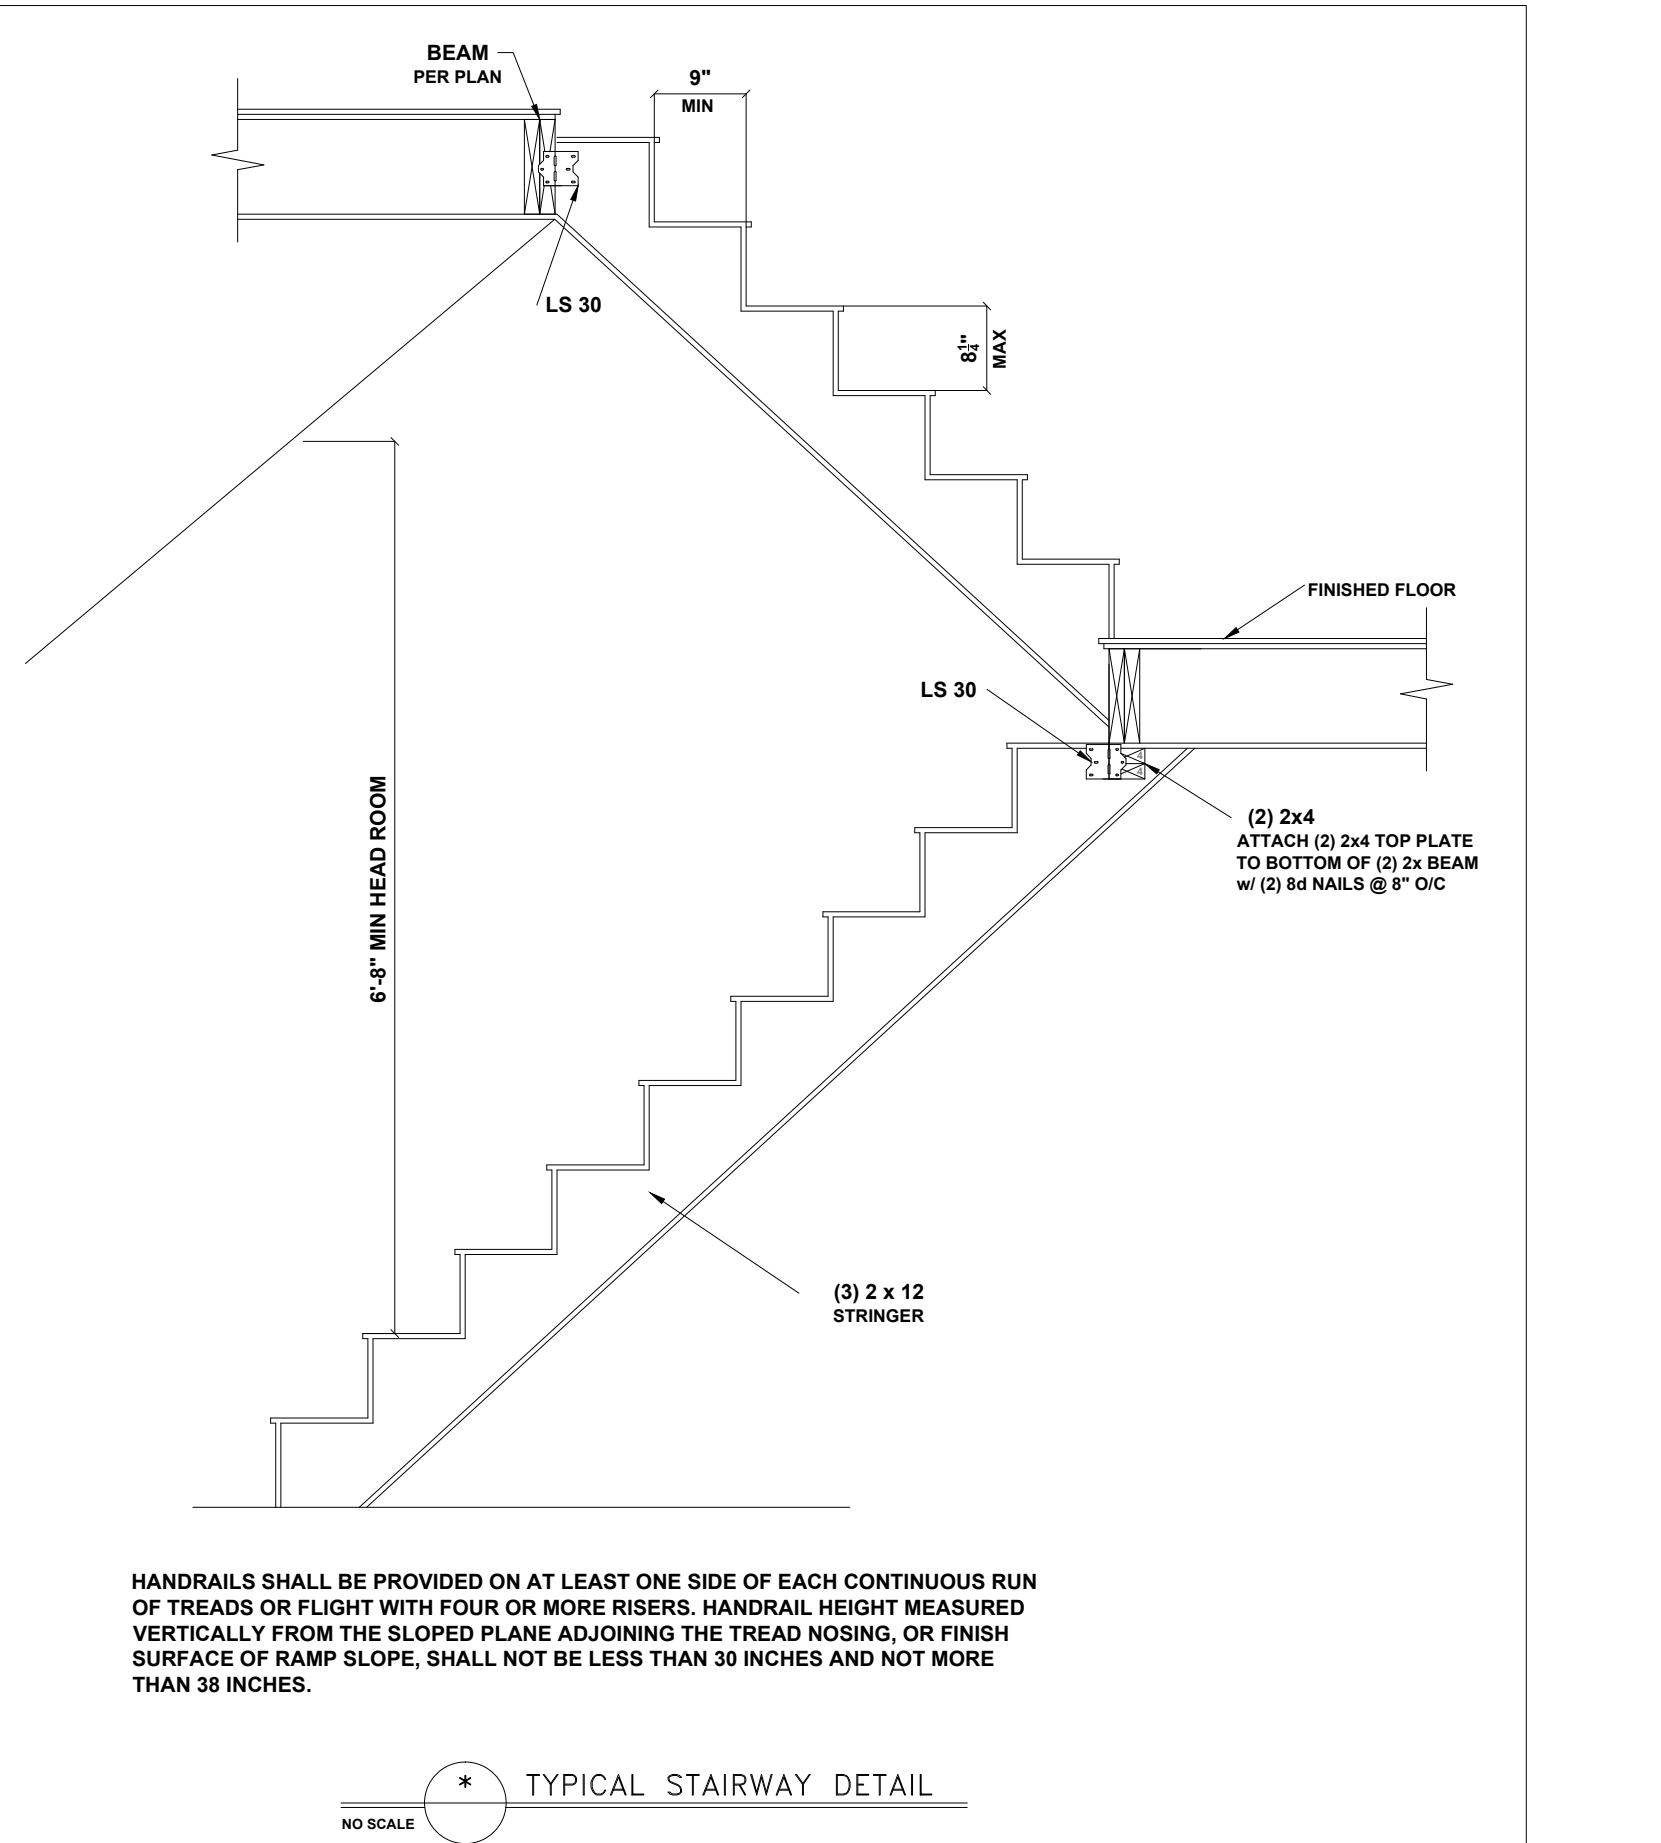 BEAM
PER PLAN
9"
MIN
LS 30
8 1/4"
MAX
FINISHED FLOOR
LS 30
4
4
(2) 2x4
ATTACH (2) 2x4 TOP PLATE
TO BOTTOM OF (2) 2x BEAM
w/ (2) 8d NAILS @ 8" O/C
6'-8" MIN HEAD ROOM
(3) 2 x 12
STRINGER
HANDRAILS SHALL BE PROVIDED ON AT LEAST ONE SIDE OF EACH CONTINUOUS RUN
OF TREADS OR FLIGHT WITH FOUR OR MORE RISERS. HANDRAIL HEIGHT MEASURED
VERTICALLY FROM THE SLOPED PLANE ADJOINING THE TREAD NOSING, OR FINISH
SURFACE OF RAMP SLOPE, SHALL NOT BE LESS THAN 30 INCHES AND NOT MORE
THAN 38 INCHES.
* TYPICAL STAIRWAY DETAIL
NO SCALE